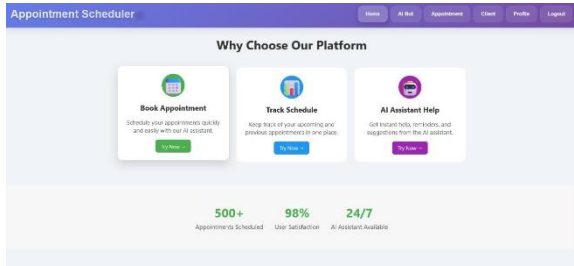 Appointment Scheduler
Home AI Bot Appointment Client Profile Logout
Why Choose Our Platform
Book Appointment
Schedule your appointments quickly
and easily with our AI assistant.
Try Now →
Track Schedule
Keep trace of your upcoming and
previous appointments in one place.
Try Now →
AI Assistant Help
Get instant help, reminders, and
suggestions from the AI assistant.
Try Now →
500+ 98% 24/7
Appointments Scheduled User Satisfaction AI Assistant Available